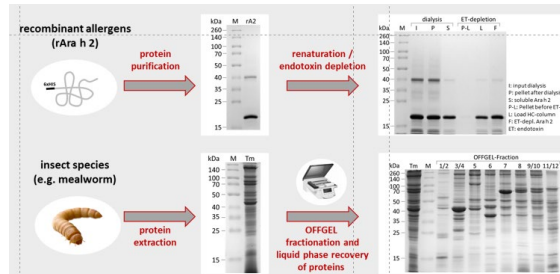 recombinant allergens
(rAra h 2)
6xHIS
protein
purification
kDa M rA2
260
140
100
70
50
40
35
25
15
renaturation /
endotoxin depletion
dialysis ET-depletion
kDa M I P S P-L L F
260
140
100
70
50
40
35
25
15
I: input dialysis
P: pellet after dialysis
S: soluble Ara h 2
P-L: Pellet before ET-
L: Load HC-column
F: ET-depl. Ara h 2
ET: endotoxin
insect species
(e.g. mealworm)
protein
extraction
kDa M Tm
140
100
70
50
40
35
25
15
OFFGEL
fractionation and
liquid phase recovery
of proteins
OFFGEL-Fraction
kDa Tm M 1/2 3/4 5 6 7 8 9/10 11/12
140
100
70
50
40
35
25
15